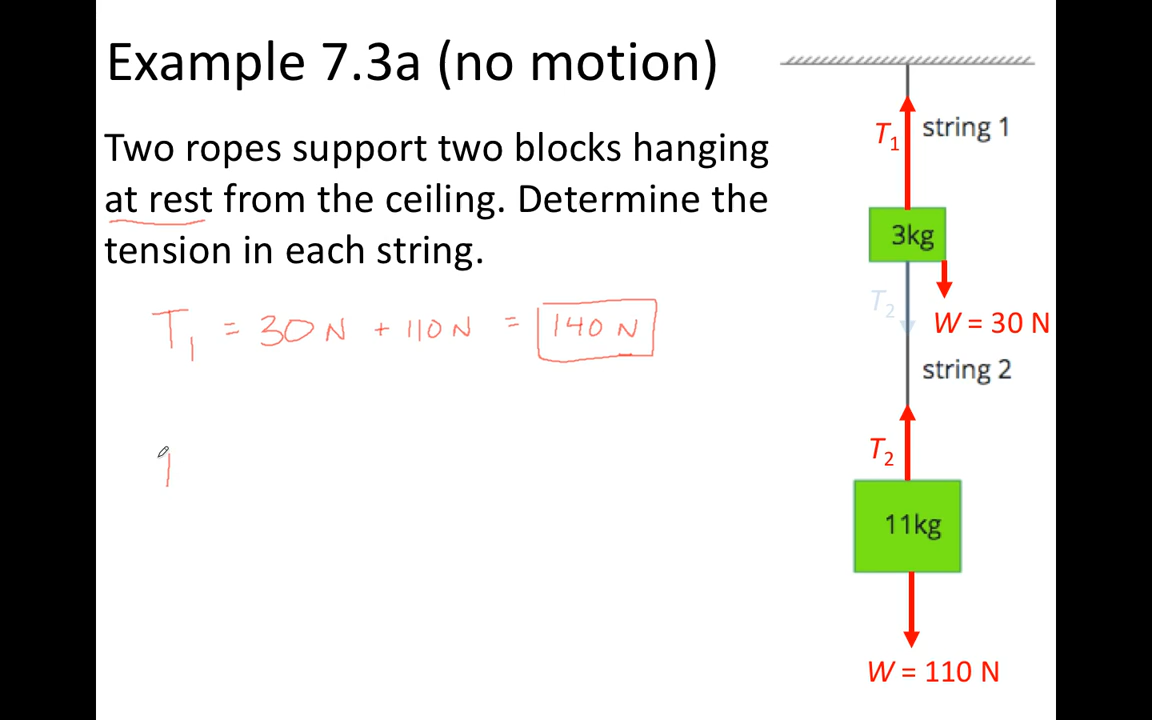 Example 7.3a (no motion)
Two ropes support two blocks hanging
at rest from the ceiling. Determine the
tension in each string.
T₁ = 30 N + 110 N = 140 N
T₁
string 1
3kg
T₂
W = 30 N
string 2
T₂
11kg
W = 110 N